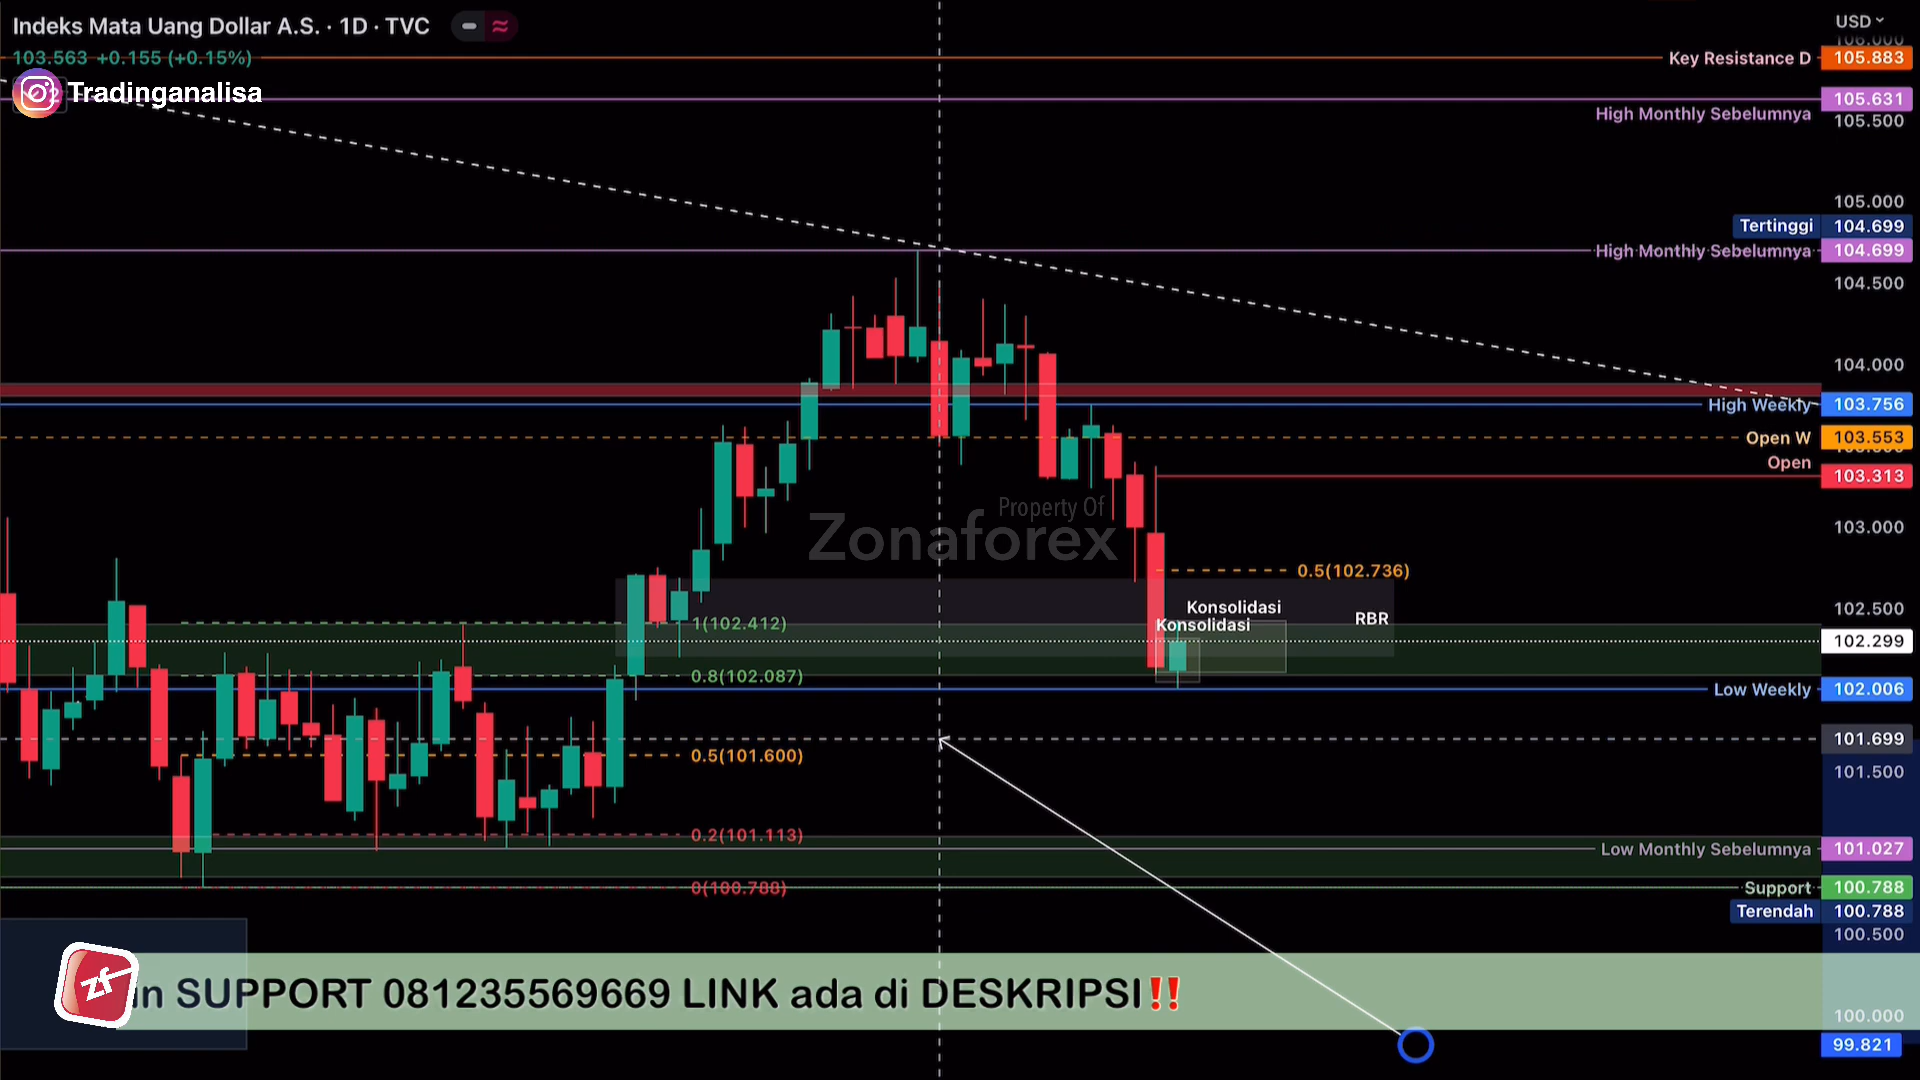 Indeks Mata Uang Dollar A.S. · 1D · TVC
USD
106.000
103.563 +0.155 (+0.15%)
Key Resistance D 105.883
Tradinganalisa
105.631
High Monthly Sebelumnya
105.500
105.000
Tertinggi 104.699
High Monthly Sebelumnya 104.699
104.500
104.000
High Weekly 103.756
Open W 103.553
Open
103.313
Property Of
Zonaforex
103.000
0.5(102.736)
Konsolidasi
102.500
RBR
Konsolidasi
1(102.412)
102.299
0.8(102.087)
Low Weekly 102.006
101.699
0.5(101.600)
101.500
0.2(101.113)
Low Monthly Sebelumnya 101.027
0(100.788)
Support 100.788
Terendah 100.788
100.500
zf
in SUPPORT 081235569669 LINK ada di DESKRIPSI‼️
100.000
99.821